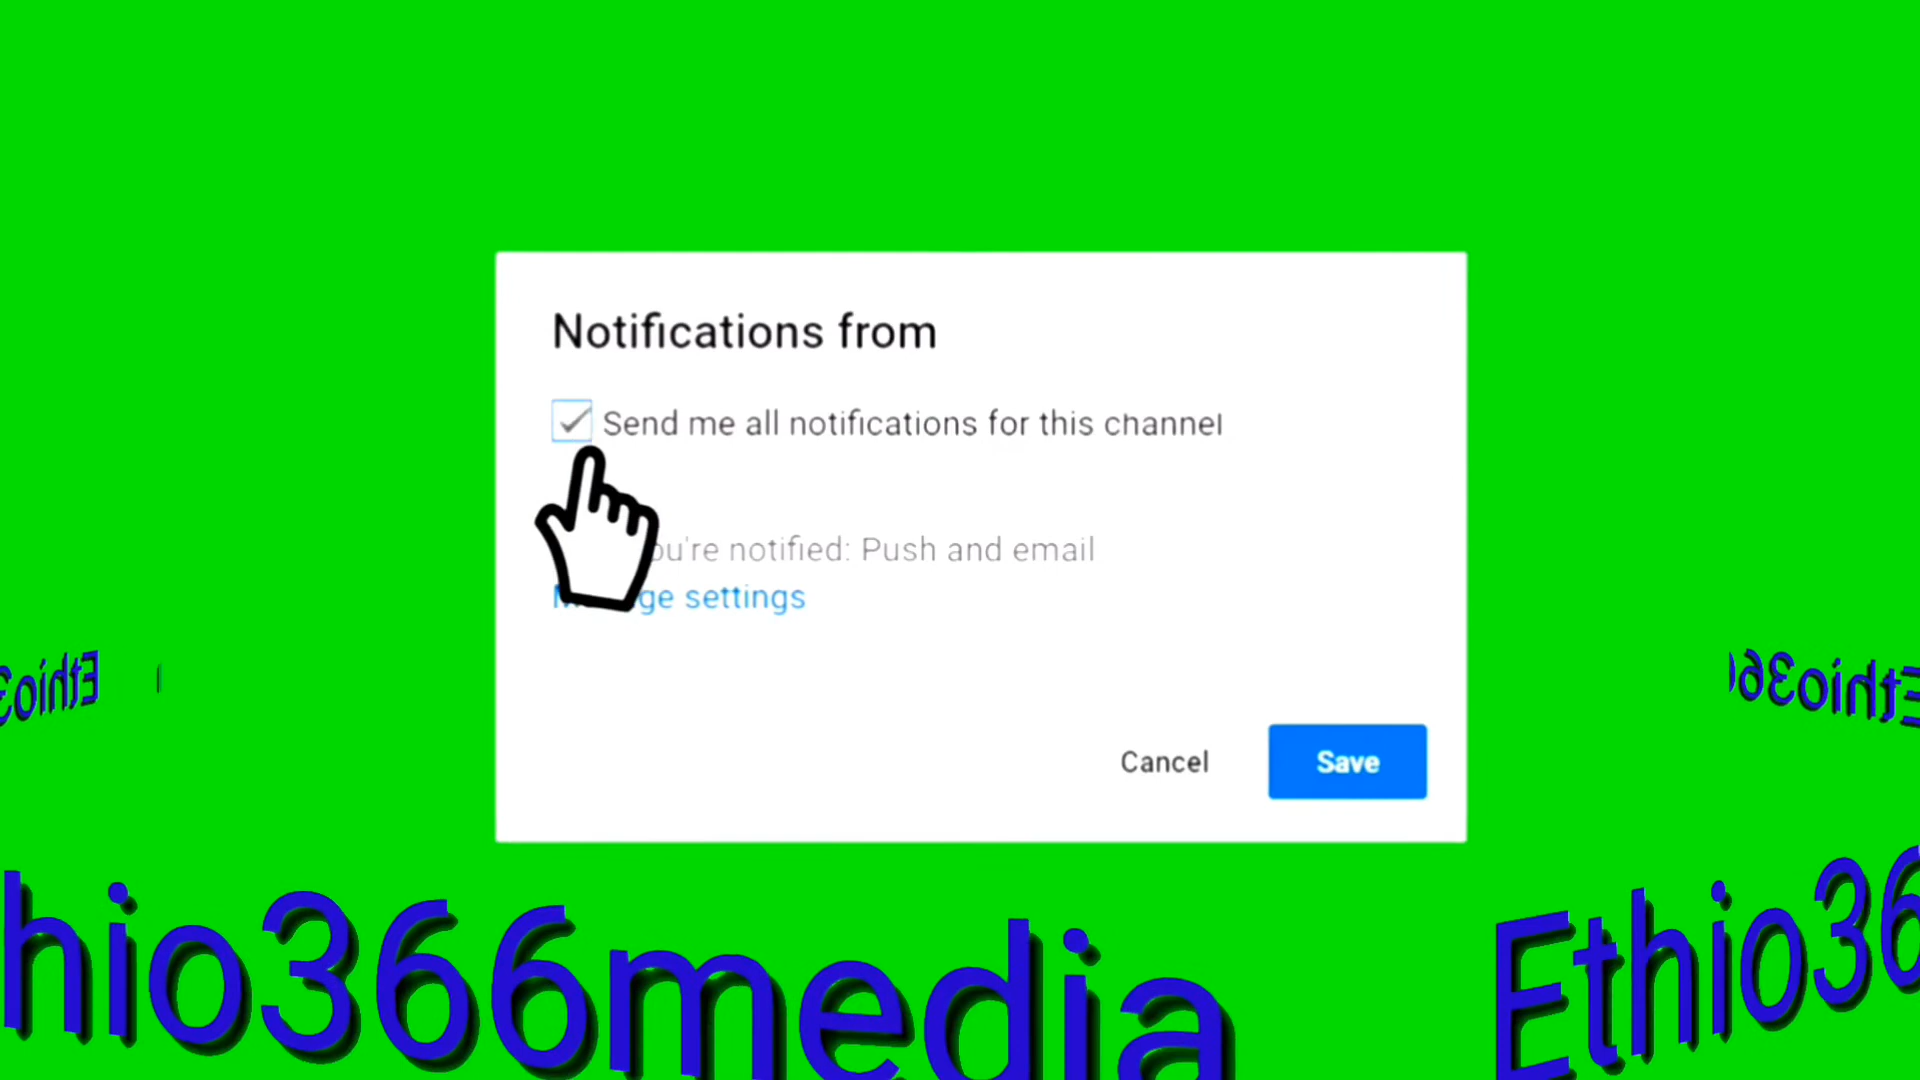 Notifications from
Send me all notifications for this channel
ou're notified: Push and email
settings
Cancel
Save
hio366media
Ethio36